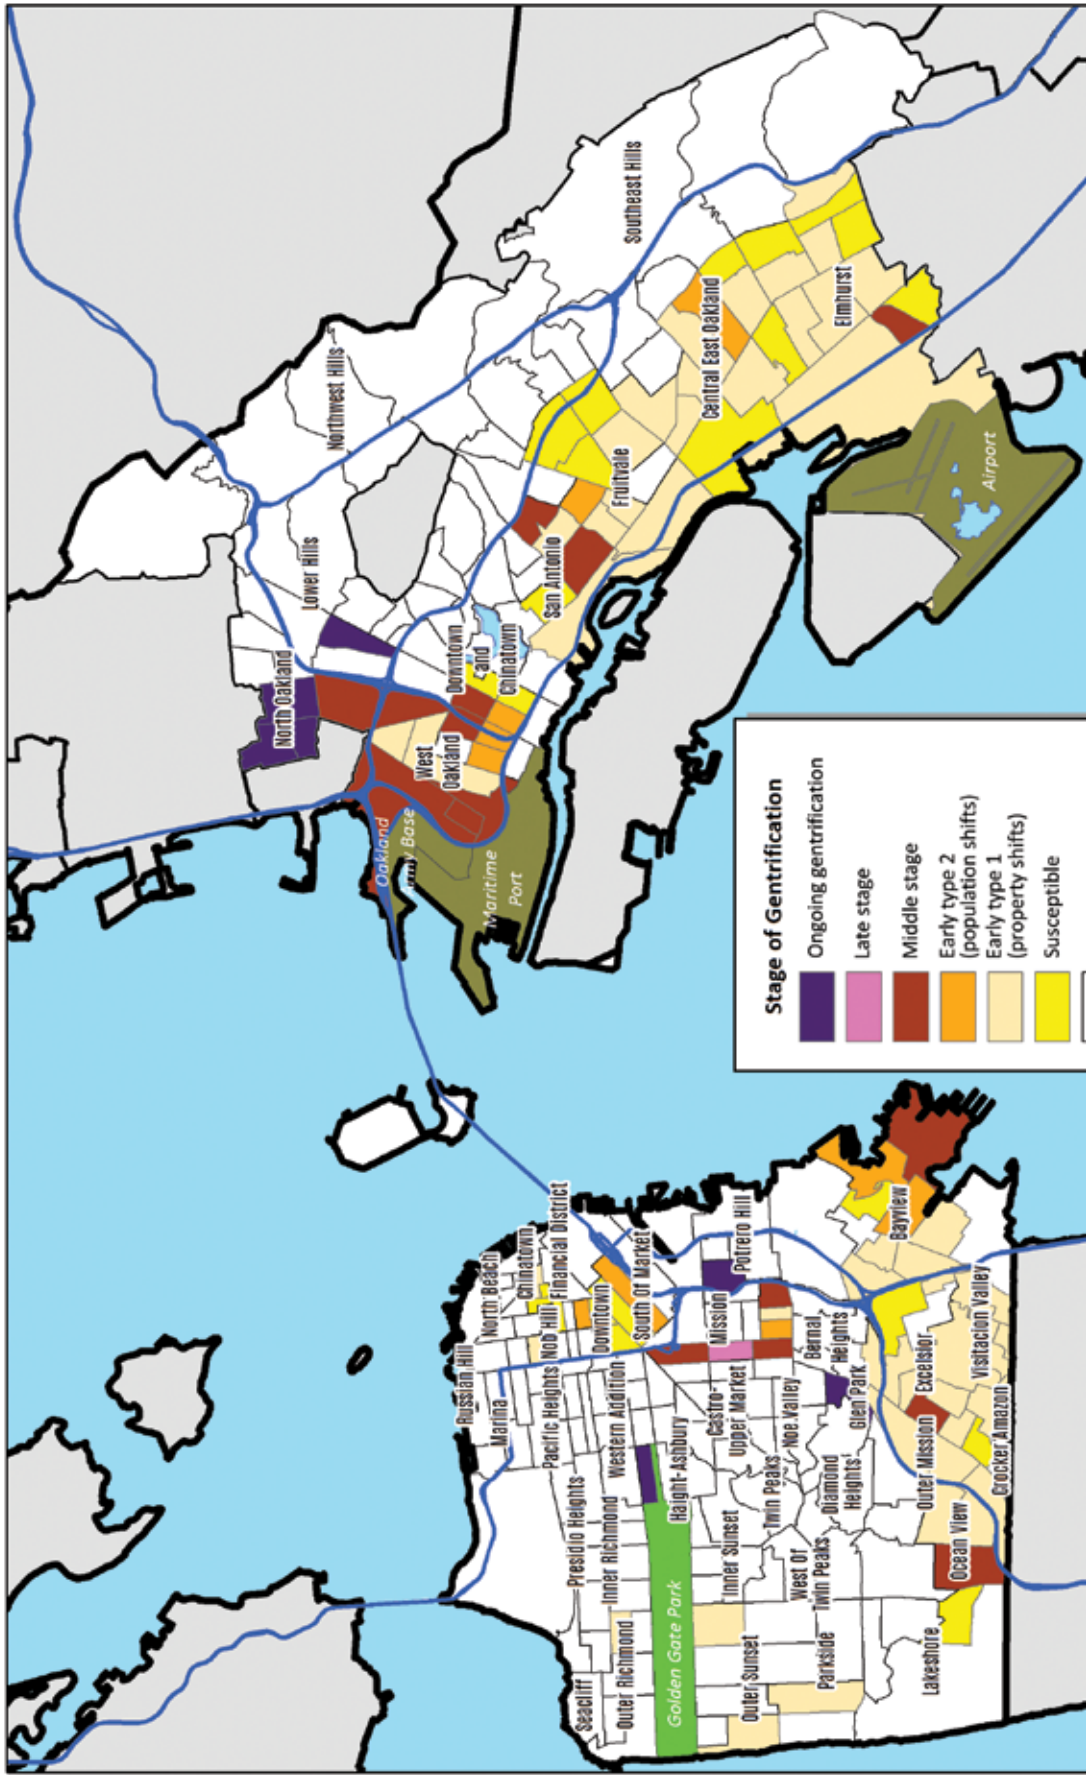 Russian Hill
North Beach
Chinatown
Financial District
Marina
Nob Hill
Pacific Heights
Downtown
South Of Market
Western Addition
Presidio Heights
Inner Richmond
Seacliff
Outer Richmond
Golden Gate Park
Haight-Ashbury
Castro-
Upper Market
Mission
Potrero Hill
Noe Valley
Bernal
Heights
Inner Sunset
Twin Peaks
Glen Park
Diamond
Heights
West Of
Twin Peaks
Outer Sunset
Parkside
Bayview
Excelsior
Outer Mission
Visitacion Valley
Crocker Amazon
Ocean View
Lakeshore
North Oakland
Lower Hills
Northwest Hills
Southeast Hills
Oakland
Army Base
West
Oakland
Maritime
Port
Downtown
and
Chinatown
San Antonio
Fruitvale
Central East Oakland
Elmhurst
Airport
Stage of Gentrification
Ongoing gentrification
Late stage
Middle stage
Early type 2
(population shifts)
Early type 1
(property shifts)
Susceptible